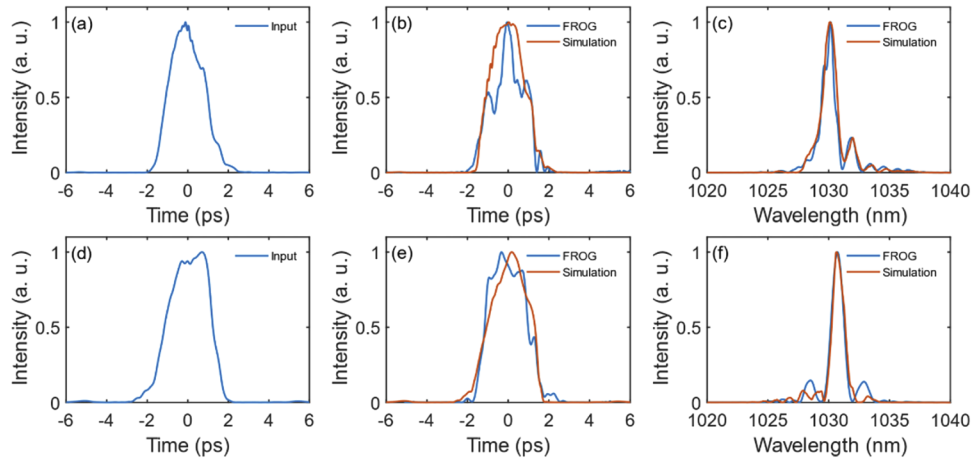 (a)
Input
Intensity (a. u.)
1
0.5
0
-6 -4 -2 0 2 4 6
Time (ps)
(b)
FROG
Simulation
Intensity (a. u.)
1
0.5
0
-6 -4 -2 0 2 4 6
Time (ps)
(c)
FROG
Simulation
Intensity (a. u.)
1
0.5
0
1020 1025 1030 1035 1040
Wavelength (nm)
(d)
Input
Intensity (a. u.)
1
0.5
0
-6 -4 -2 0 2 4 6
Time (ps)
(e)
FROG
Simulation
Intensity (a. u.)
1
0.5
0
-6 -4 -2 0 2 4 6
Time (ps)
(f)
FROG
Simulation
Intensity (a. u.)
1
0.5
0
1020 1025 1030 1035 1040
Wavelength (nm)